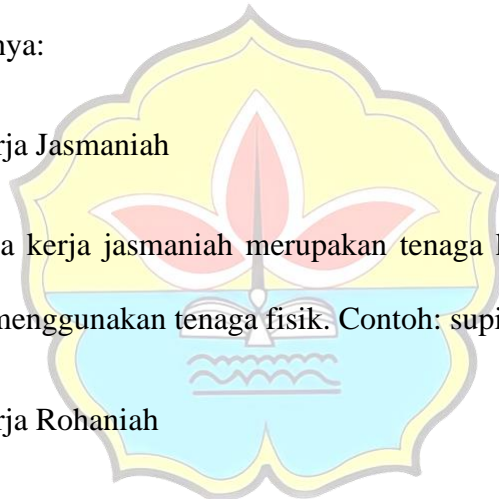 nya:
rja Jasmaniah
a kerja jasmaniah merupakan tenaga
menggunakan tenaga fisik. Contoh: supi
rja Rohaniah